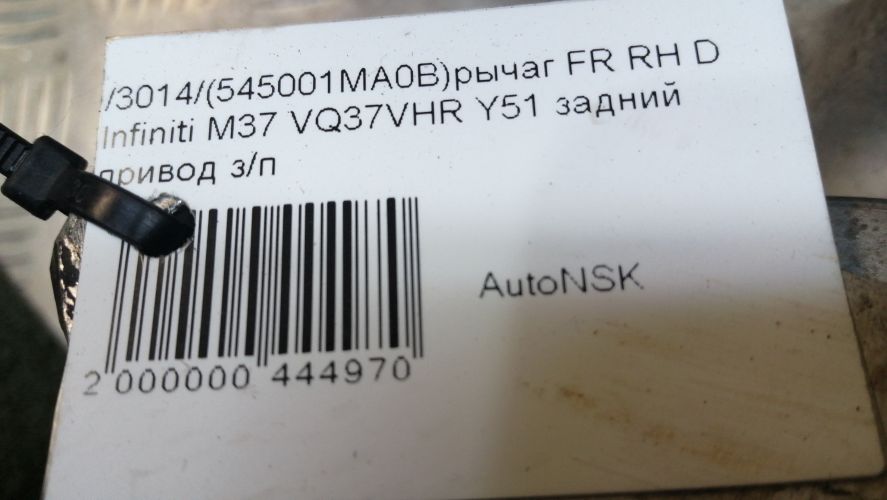 /3014/(545001MA0B)рычаг FR RH D
Infiniti M37 VQ37VHR Y51 задний
привод з/п
AutoNSK
2 000000 444970